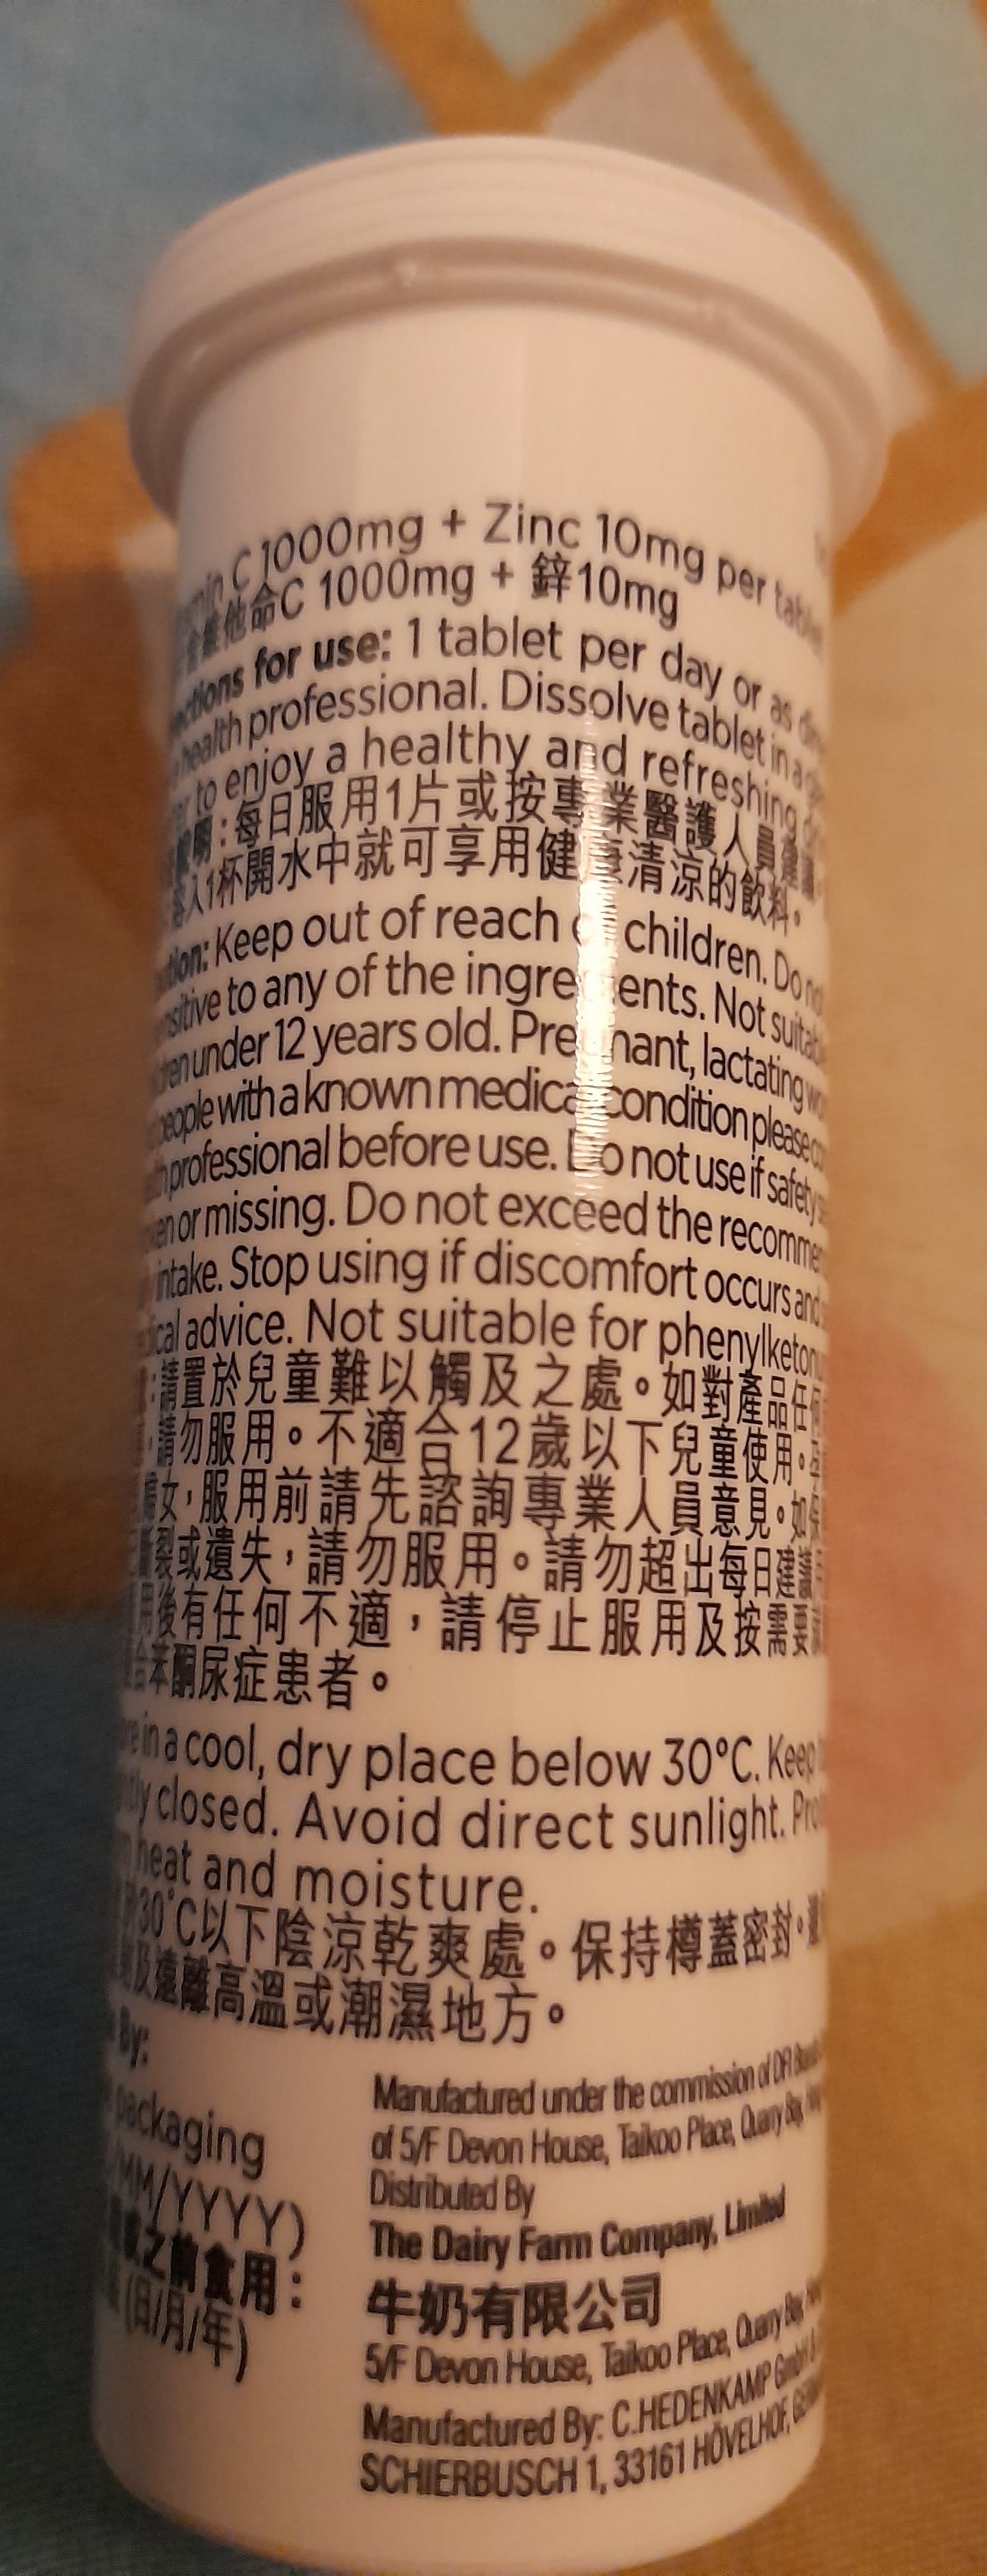 C 1000mg + Zinc 10mg per
維他命C 1000mg + 鋅10mg
for use: 1 tablet per day or as
health professional. Dissolve tablet in a
to enjoy a healthy and refreshing
明：每日服用1片或按專業醫護人員建議，
溶入1杯開水中就可享用健康清涼的飲料。
Keep out of reach children. Do
to any of the ingredients. Not
under 12 years old. Pregnant, lactating
people with a known medical condition please
professional before use. Do not use if safety
or missing. Do not exceed the
intake. Stop using if discomfort occurs and
advice. Not suitable for
：請置於兒童難以觸及之處。如對產品任何
，請勿服用。不適合12歲以下兒童使用。孕
婦女，服用前請先諮詢專業人員意見。如保
斷裂或遺失，請勿服用。請勿超出每日建議
用後有任何不適，請停止服用及按需要
合苯酮尿症患者。
in a cool, dry place below 30°C. Keep
closed. Avoid direct sunlight.
heat and moisture.
30°C以下陰涼乾爽處。保持樽蓋密封。避
及遠離高溫或潮濕地方。
By:
packaging
/MM/YYYY)
之前食用：
(日/月/年)
Manufactured under the commission of DFI
of 5/F Devon House, Taikoo Place, Quarry Bay,
Distributed By
The Dairy Farm Company, Limited
牛奶有限公司
5/F Devon House, Taikoo Place, Quarry Bay,
Manufactured By: C.HEDENKAMP GmbH &
SCHIERBUSCH 1, 33161 HÖVELHOF,